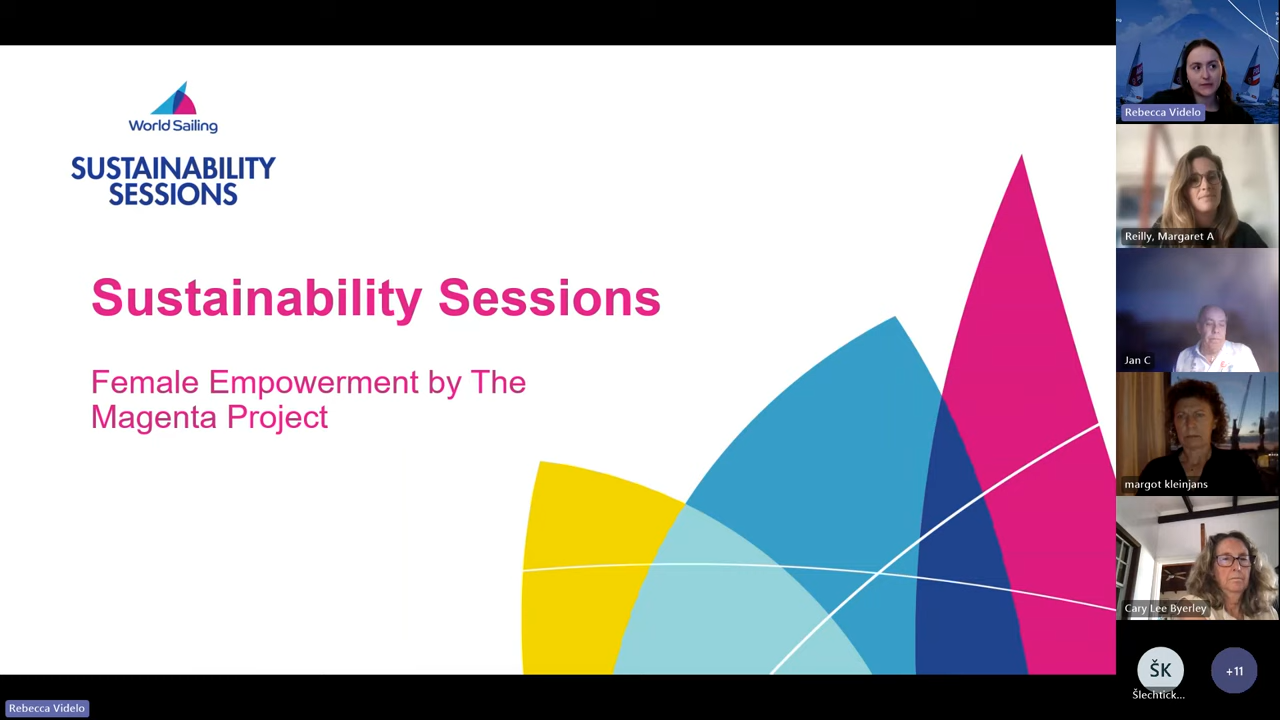 World Sailing
SUSTAINABILITY
SESSIONS
Sustainability Sessions
Female Empowerment by The
Magenta Project
Rebecca Videlo
Rebecca Videlo
Reilly, Margaret A
Jan C
margot kleinjans
Cary Lee Byerley
ŠK
Šlechtick...
+11